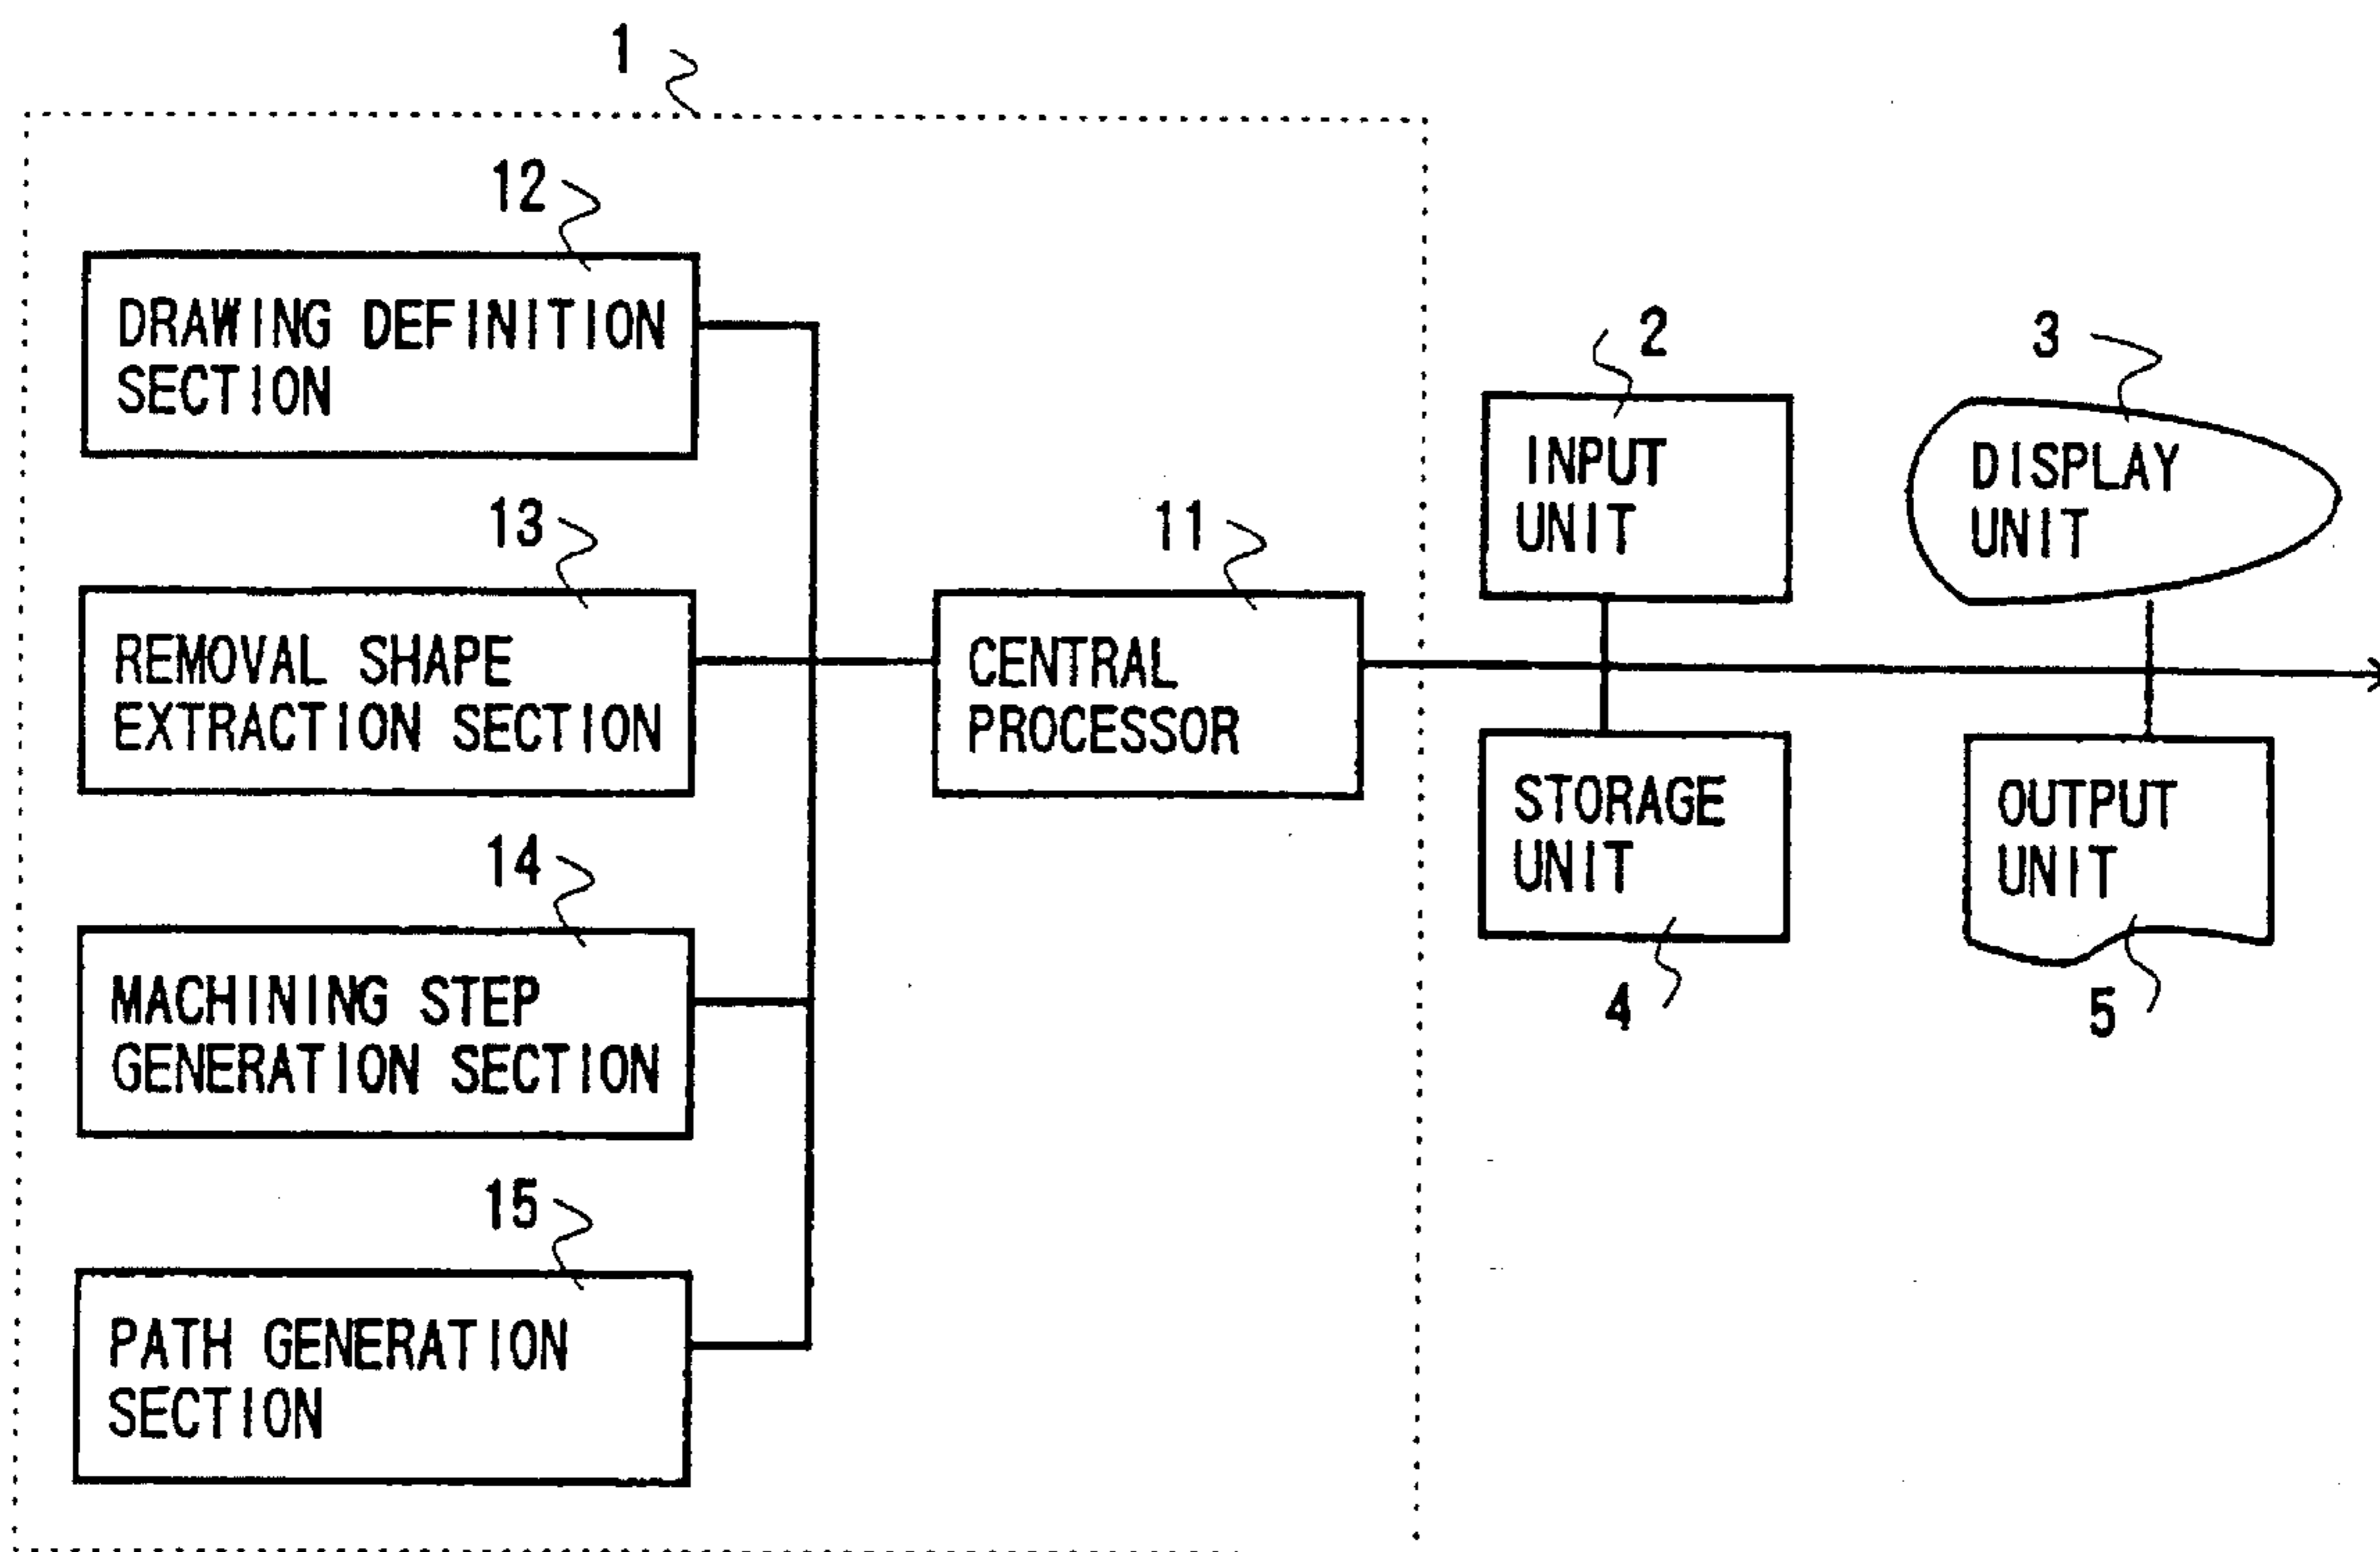 1
12
DRAWING DEFINITION
SECTION
13
REMOVAL SHAPE
EXTRACTION SECTION
14
MACHINING STEP
GENERATION SECTION
15
PATH GENERATION
SECTION
11
CENTRAL
PROCESSOR
2
INPUT
UNIT
3
DISPLAY
UNIT
STORAGE
UNIT
4
OUTPUT
UNIT
5